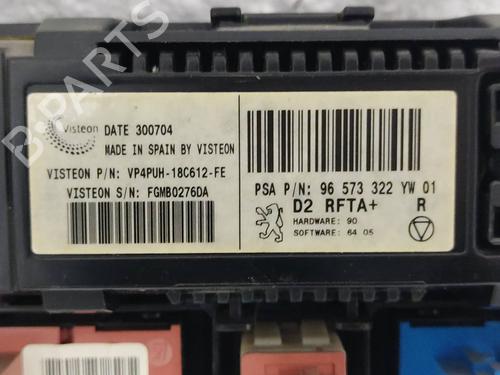 Visteon DATE 300704
MADE IN SPAIN BY VISTEON
VISTEON P/N: VP4PUH-18C612-FE
VISTEON S/N: FGMB0276DA
PSA P/N: 96 573 322 YW 01
D2 RFTA+ R
HARDWARE: 90
SOFTWARE: 64 05
B-PARTS